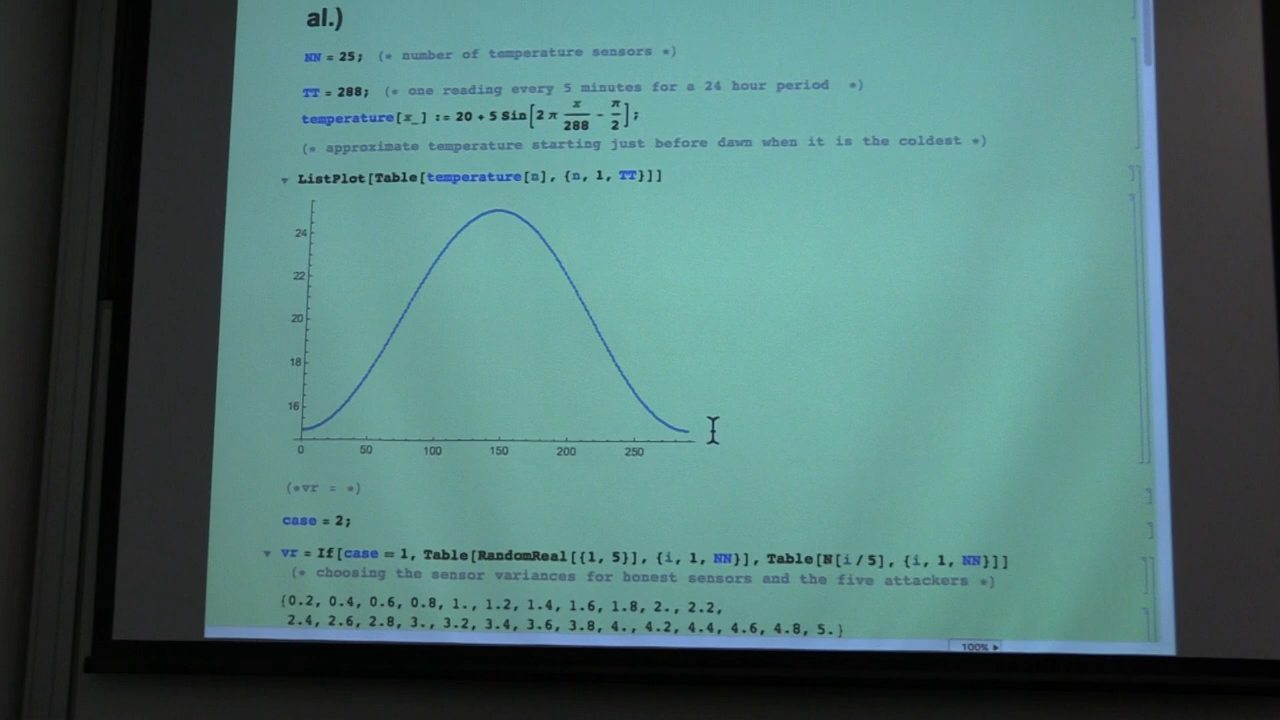 al.)
NN = 25; (* number of temperature sensors *)
TT = 288; (* one reading every 5 minutes for a 24 hour period *)
temperature[x_] := 20 + 5 Sin[2 π x/288 - π/2];
(* approximate temperature starting just before dawn when it is the coldest *)
ListPlot[Table[temperature[n], {n, 1, TT}]]
24
22
20
18
16
0 50 100 150 200 250
(*vr = *)
case = 2;
vr = If[case == 1, Table[RandomReal[{1, 5}], {i, 1, NN}], Table[N[i/5], {i, 1, NN}]]
(* choosing the sensor variances for honest sensors and the five attackers *)
{0.2, 0.4, 0.6, 0.8, 1., 1.2, 1.4, 1.6, 1.8, 2., 2.2,
2.4, 2.6, 2.8, 3., 3.2, 3.4, 3.6, 3.8, 4., 4.2, 4.4, 4.6, 4.8, 5.}
100%